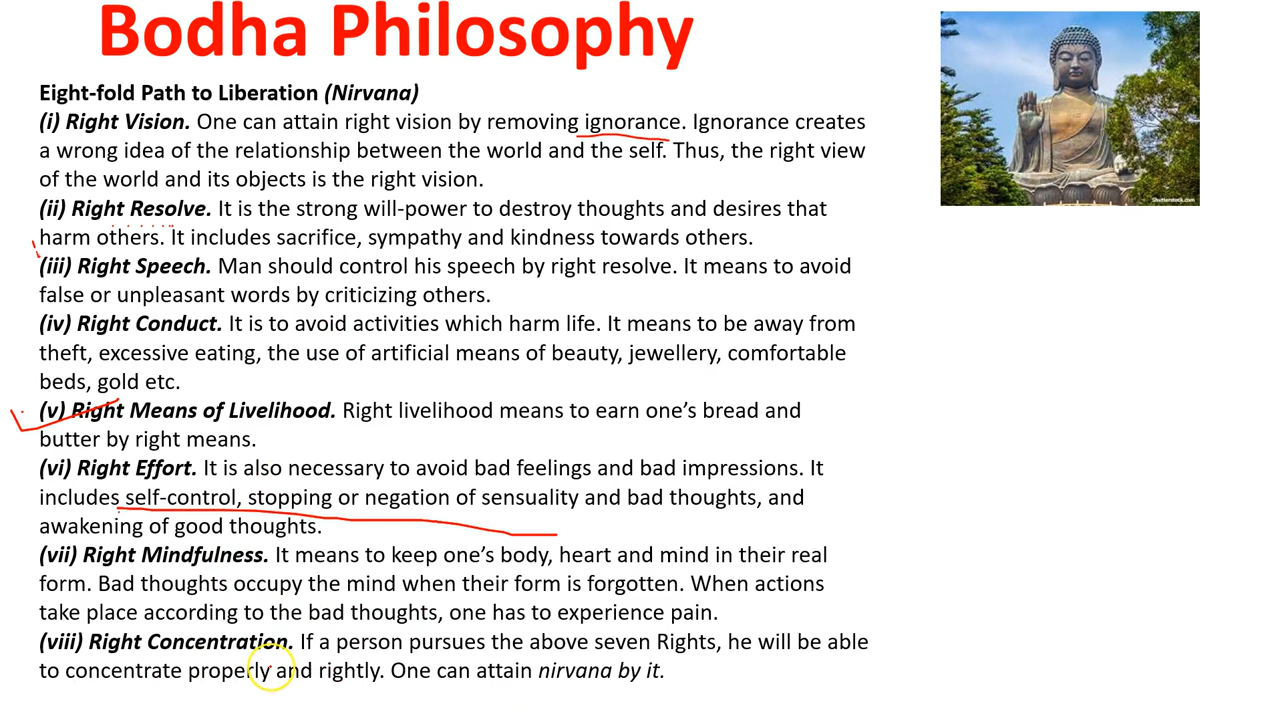 Bodha Philosophy
Eight-fold Path to Liberation (Nirvana)
(i) Right Vision. One can attain right vision by removing ignorance. Ignorance creates
a wrong idea of the relationship between the world and the self. Thus, the right view
of the world and its objects is the right vision.
(ii) Right Resolve. It is the strong will-power to destroy thoughts and desires that
harm others. It includes sacrifice, sympathy and kindness towards others.
(iii) Right Speech. Man should control his speech by right resolve. It means to avoid
false or unpleasant words by criticizing others.
(iv) Right Conduct. It is to avoid activities which harm life. It means to be away from
theft, excessive eating, the use of artificial means of beauty, jewellery, comfortable
beds, gold etc.
(v) Right Means of Livelihood. Right livelihood means to earn one’s bread and
butter by right means.
(vi) Right Effort. It is also necessary to avoid bad feelings and bad impressions. It
includes self-control, stopping or negation of sensuality and bad thoughts, and
awakening of good thoughts.
(vii) Right Mindfulness. It means to keep one’s body, heart and mind in their real
form. Bad thoughts occupy the mind when their form is forgotten. When actions
take place according to the bad thoughts, one has to experience pain.
(viii) Right Concentration. If a person pursues the above seven Rights, he will be able
to concentrate properly and rightly. One can attain nirvana by it.
Shutterstock.com